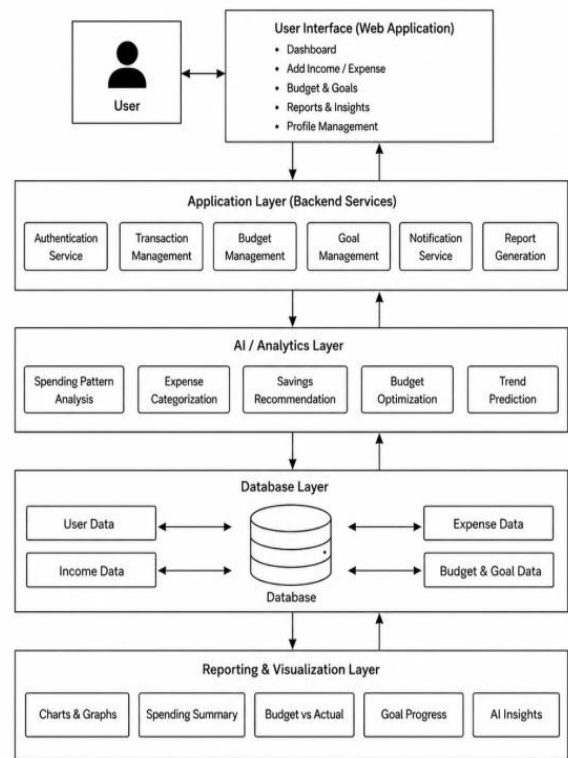 User
User Interface (Web Application)
• Dashboard
• Add Income / Expense
• Budget & Goals
• Reports & Insights
• Profile Management
Application Layer (Backend Services)
Authentication
Service
Transaction
Management
Budget
Management
Goal
Management
Notification
Service
Report
Generation
AI / Analytics Layer
Spending Pattern
Analysis
Expense
Categorization
Savings
Recommendation
Budget
Optimization
Trend
Prediction
Database Layer
User Data
Income Data
Database
Expense Data
Budget & Goal Data
Reporting & Visualization Layer
Charts & Graphs
Spending Summary
Budget vs Actual
Goal Progress
AI Insights